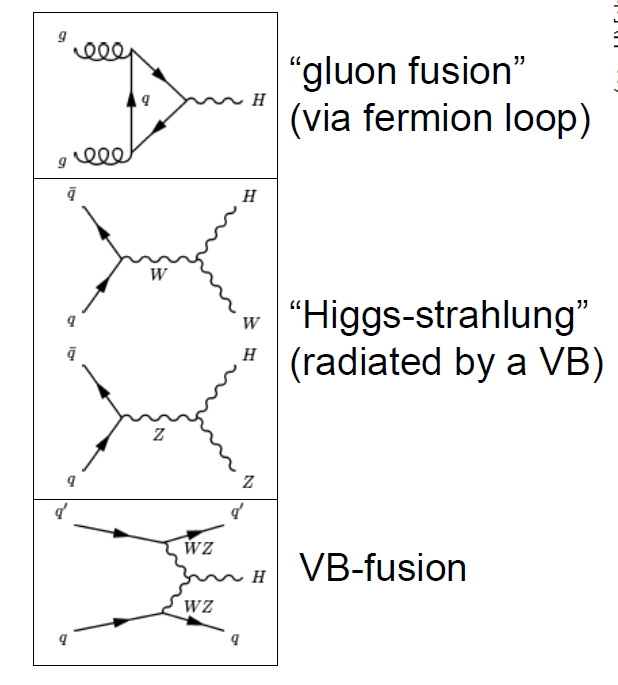 g
q
H
g
“gluon fusion”
(via fermion loop)
q̄
H
W
q
W
“Higgs-strahlung”
(radiated by a VB)
q̄
H
Z
q
Z
q'
q'
WZ
H
WZ
q
q
VB-fusion